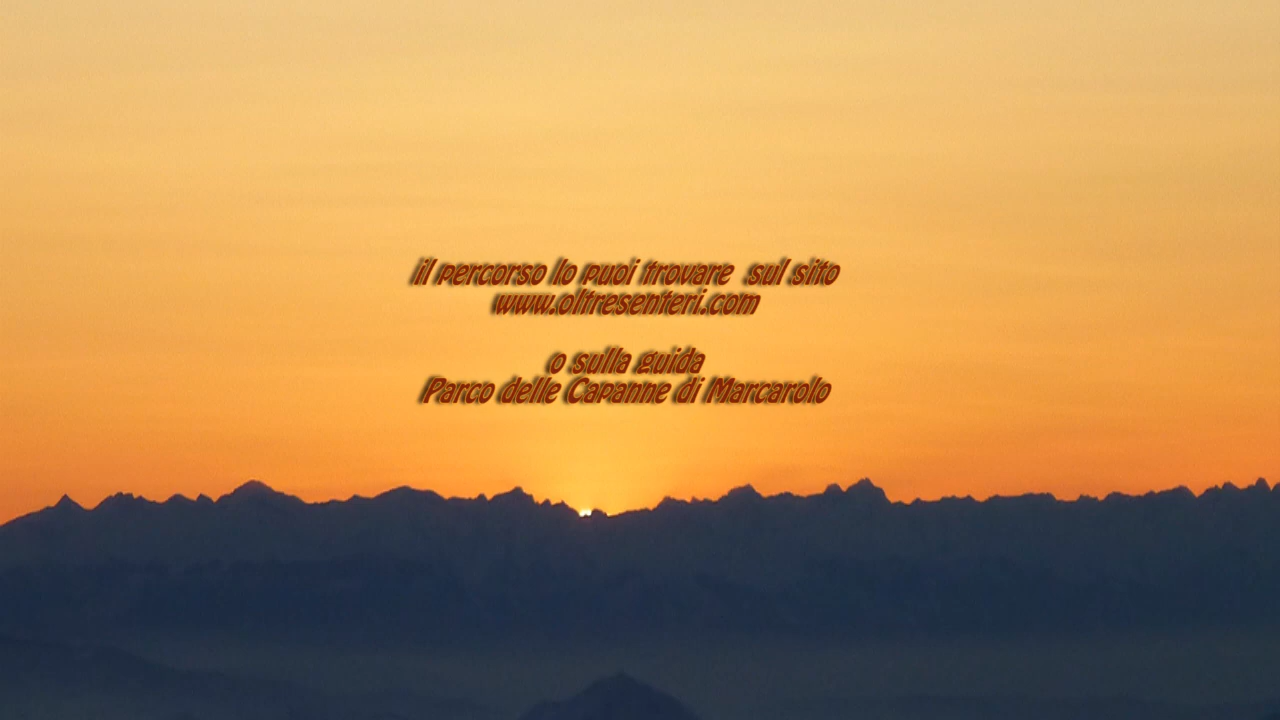 il percorso lo puoi trovare sul sito
www.oltresenteri.com
o sulla guida
Parco delle Capanne di Marcarolo